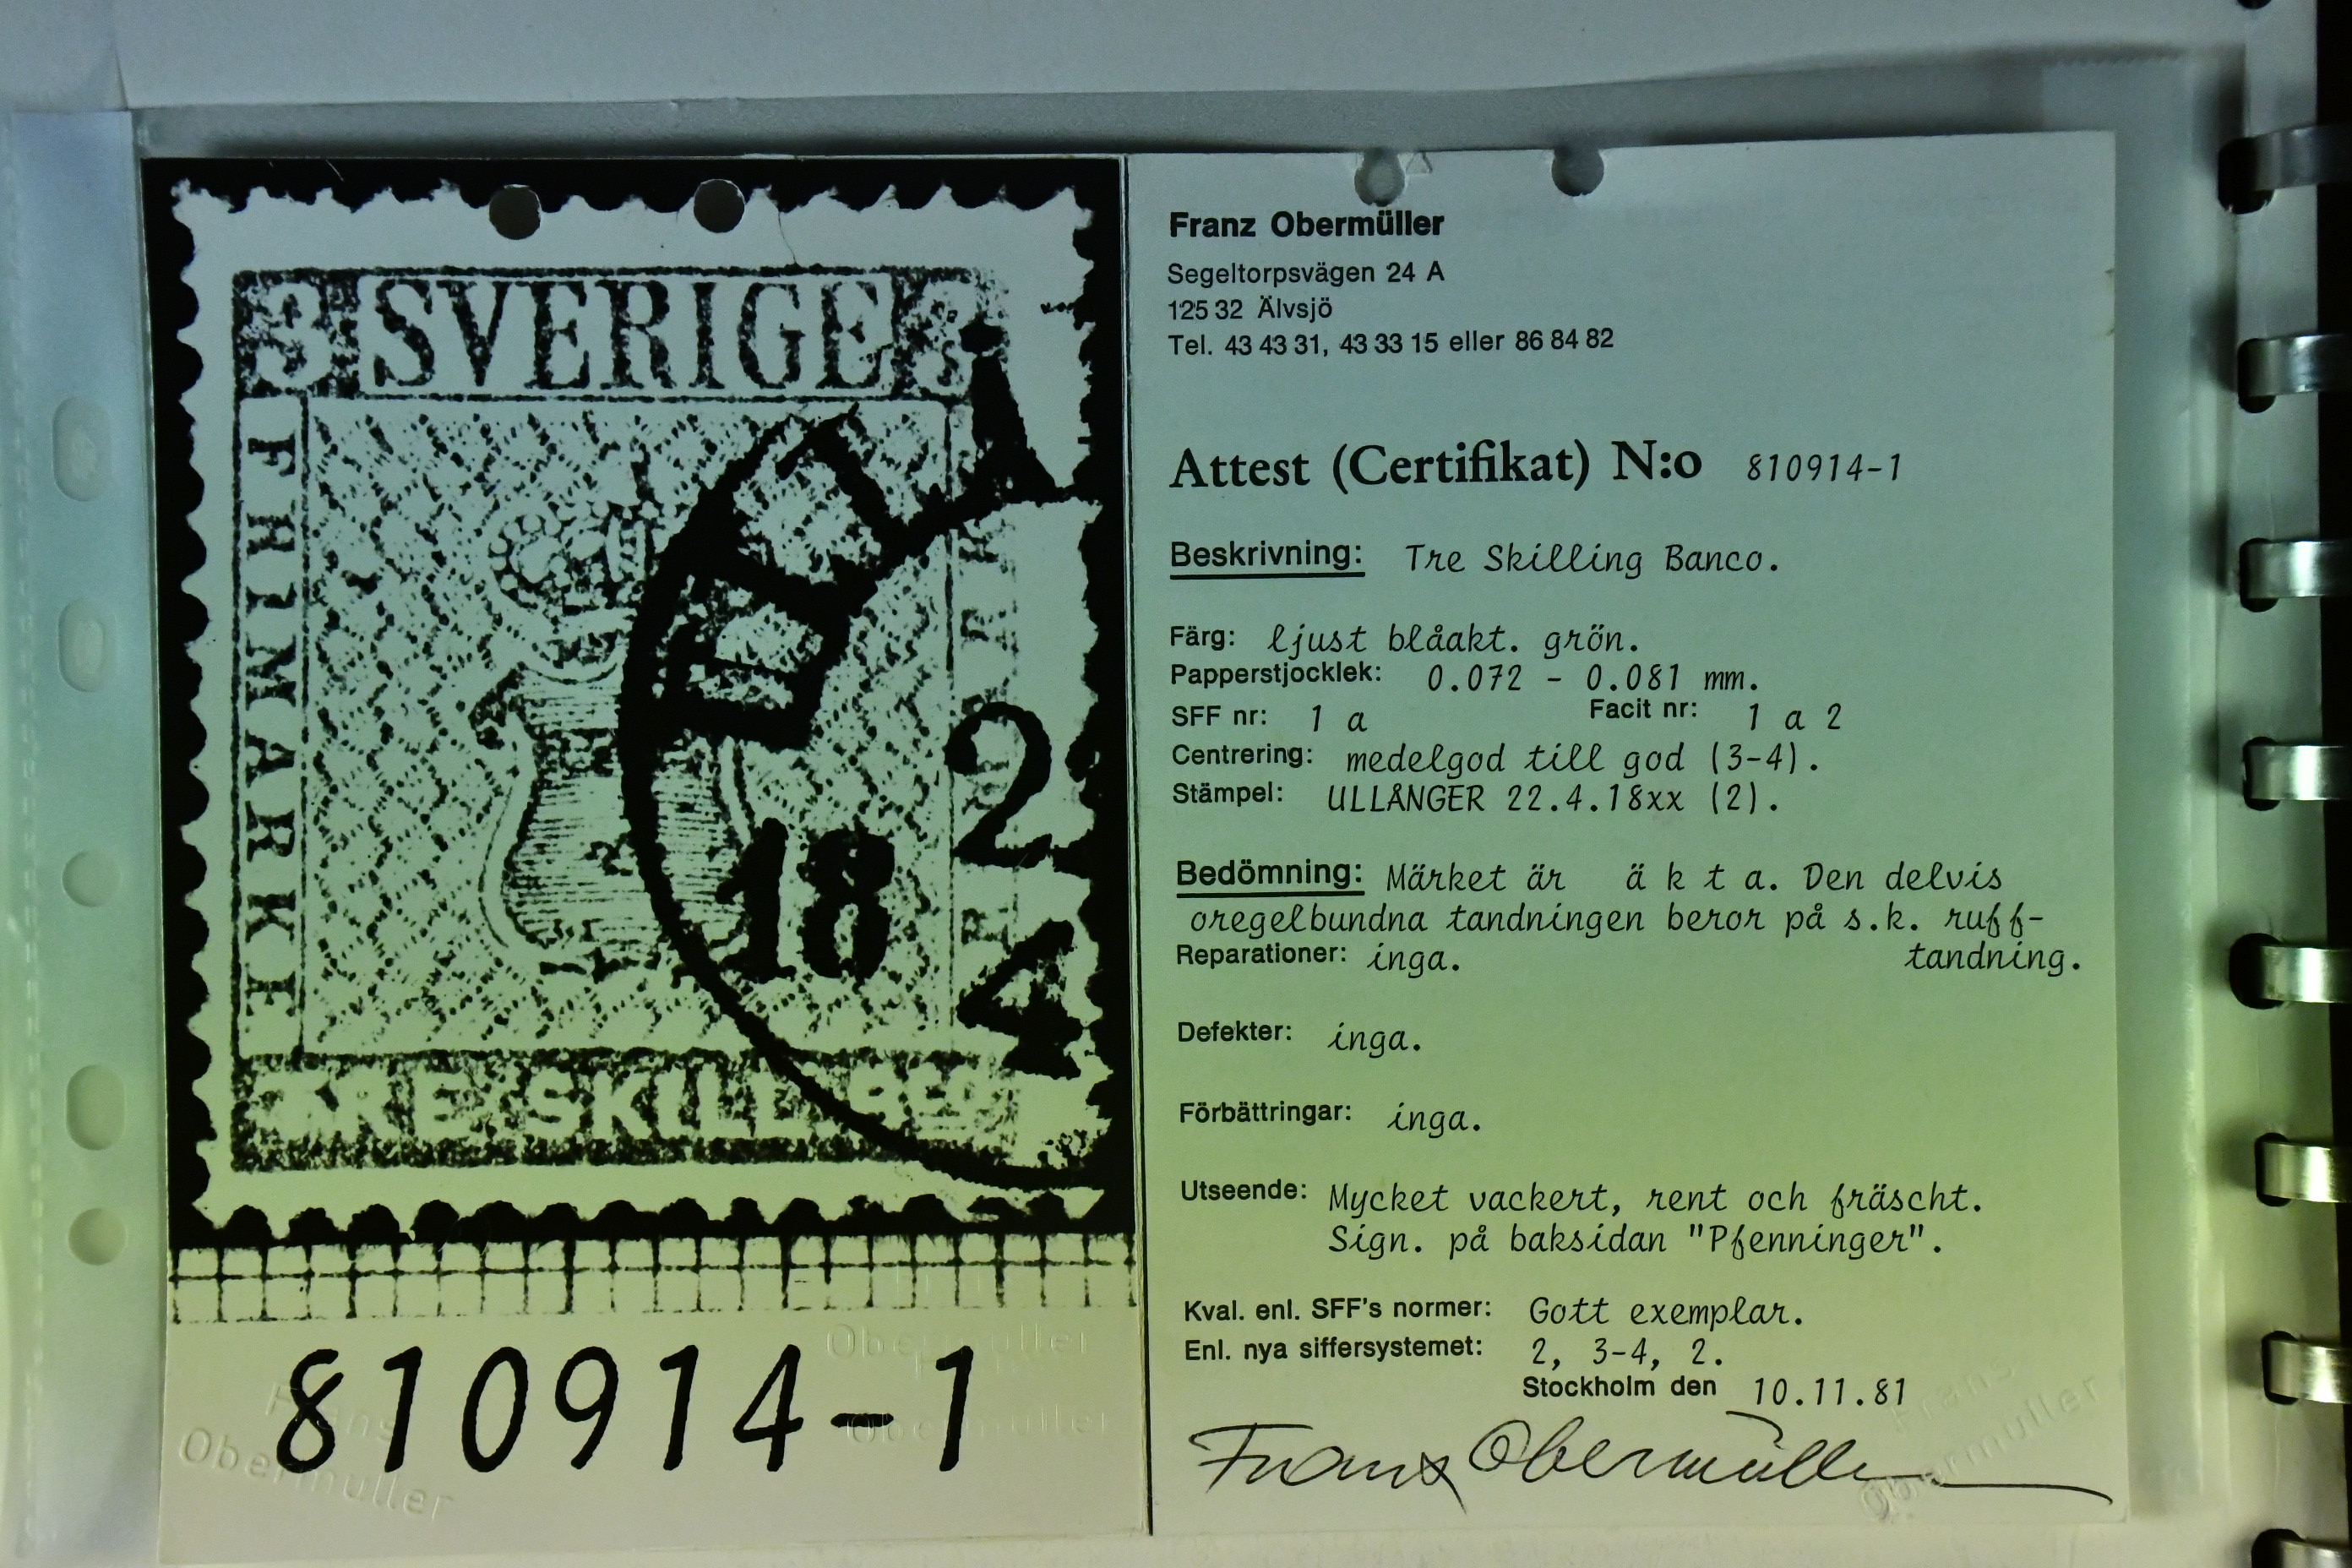 SVERIGE
FRIMÄRKE
TRE SKILL. BCO
2
18
4
810914-1
Franz Obermüller
Segeltorpsvägen 24 A
125 32 Älvsjö
Tel. 43 43 31, 43 33 15 eller 86 84 82
Attest (Certifikat) N:o 810914-1
Beskrivning: Tre Skilling Banco.
Färg: ljust blåakt. grön.
Papperstjocklek: 0.072 - 0.081 mm.
SFF nr: 1 a Facit nr: 1 a 2
Centrering: medelgod till god (3-4).
Stämpel: ULLÅNGER 22.4.18xx (2).
Bedömning: Märket är ä k t a. Den delvis
oregelbundna tandningen beror på s.k. ruff-
tandning.
Reparationer: inga.
Defekter: inga.
Förbättringar: inga.
Utseende: Mycket vackert, rent och fräscht.
Sign. på baksidan "Pfenninger".
Kval. enl. SFF's normer: Gott exemplar.
Enl. nya siffersystemet: 2, 3-4, 2.
Stockholm den 10.11.81
Franz Obermüller